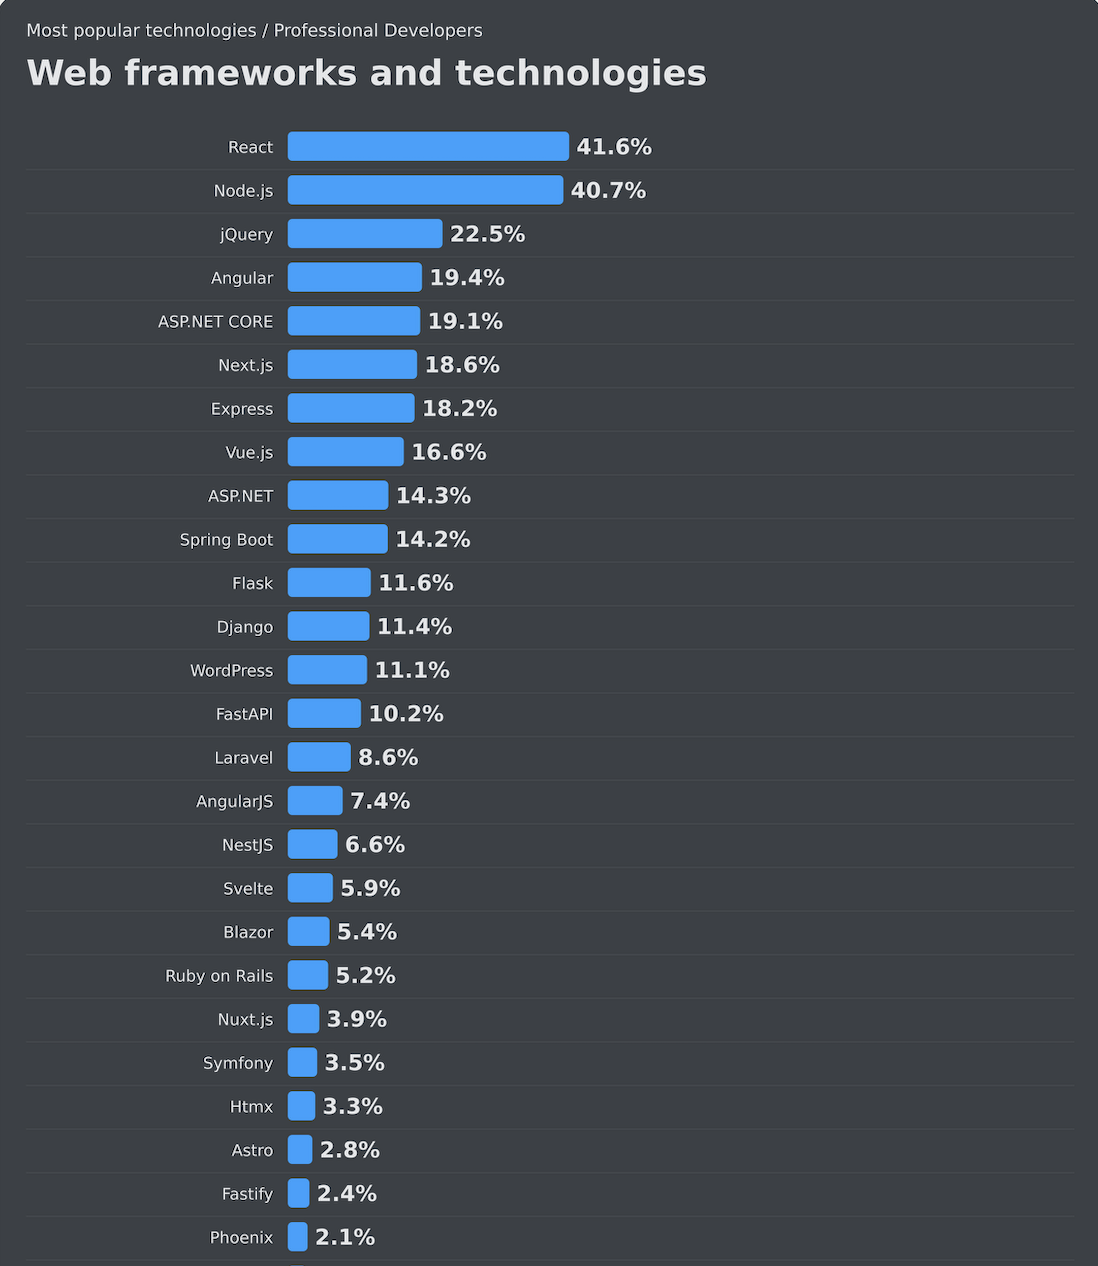 Most popular technologies / Professional Developers
Web frameworks and technologies
React 41.6%
Node.js 40.7%
jQuery 22.5%
Angular 19.4%
ASP.NET CORE 19.1%
Next.js 18.6%
Express 18.2%
Vue.js 16.6%
ASP.NET 14.3%
Spring Boot 14.2%
Flask 11.6%
Django 11.4%
WordPress 11.1%
FastAPI 10.2%
Laravel 8.6%
AngularJS 7.4%
NestJS 6.6%
Svelte 5.9%
Blazor 5.4%
Ruby on Rails 5.2%
Nuxt.js 3.9%
Symfony 3.5%
Htmx 3.3%
Astro 2.8%
Fastify 2.4%
Phoenix 2.1%